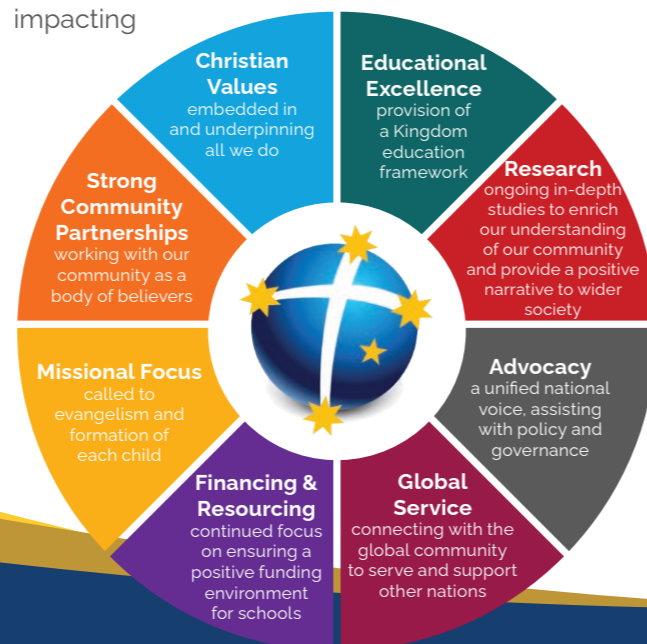 impacting
Christian
Values
embedded in
and underpinning
all we do
Educational
Excellence
provision of
a Kingdom
education
framework
Research
ongoing in-depth
studies to enrich
our understanding
of our community
and provide a positive
narrative to wider
society
Advocacy
a unified national
voice, assisting
with policy and
governance
Global
Service
connecting with the
global community
to serve and support
other nations
Financing &
Resourcing
continued focus
on ensuring a
positive funding
environment
for schools
Missional Focus
called to
evangelism and
formation of
each child
Strong
Community
Partnerships
working with our
community as a
body of believers